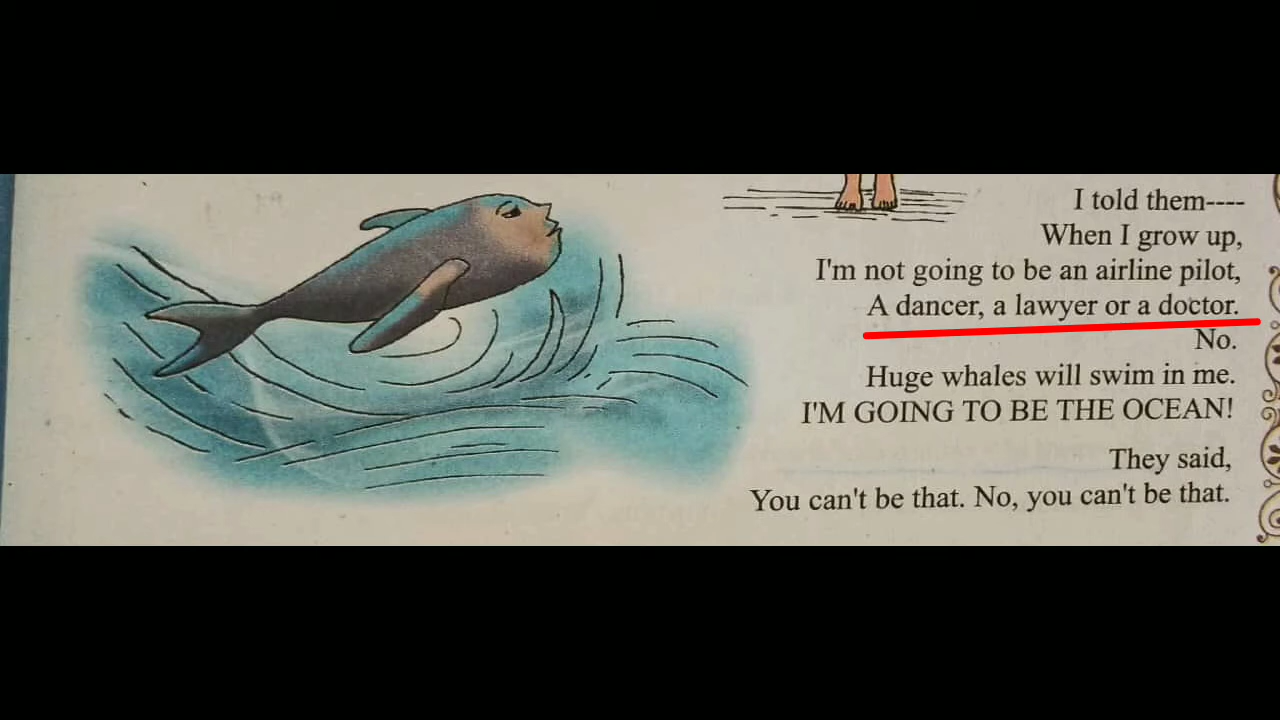 I told them----
When I grow up,
I'm not going to be an airline pilot,
A dancer, a lawyer or a doctor.
No.
Huge whales will swim in me.
I'M GOING TO BE THE OCEAN!
They said,
You can't be that. No, you can't be that.